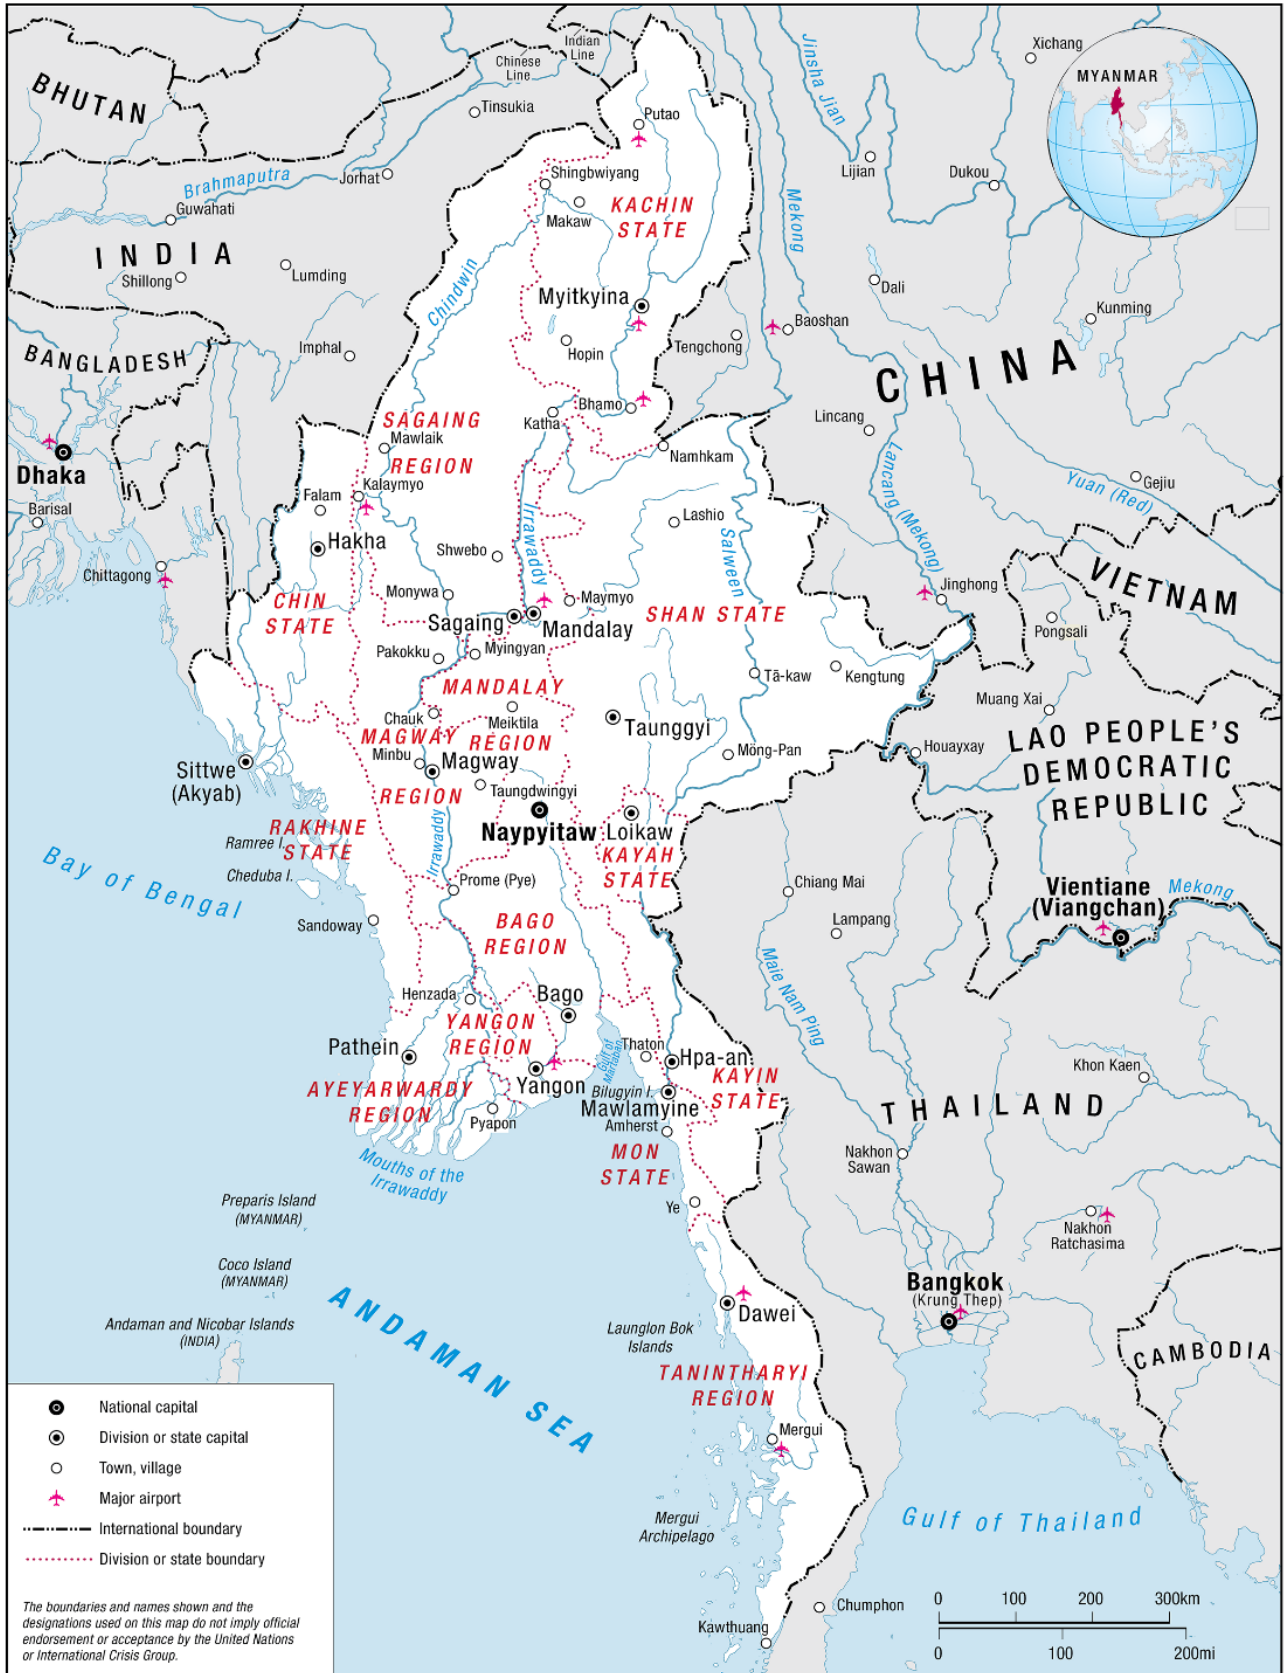 Indian
Line
Chinese
Line
Jinsha Jian
Xichang
MYANMAR
BHUTAN
Tinsukia
Putao
Lijian
Dukou
Brahmaputra
Jorhat
Guwahati
Shingbwiyang
Makaw
KACHIN
STATE
Mekong
INDIA
Shillong
Lumding
Chindwin
Myitkyina
Dali
Kunming
Baoshan
Tengchong
BANGLADESH
Imphal
Hopin
CHINA
Bhamo
Katha
Lincang
SAGAING
REGION
Mawlaik
Namhkam
Dhaka
Barisal
Kalaymyo
Falam
Hakha
Lancang (Mekong)
Gejiu
Yuan (Red)
Irrawaddy
Lashio
Salween
Shwebo
Chittagong
Monywa
Maymyo
Jinghong
VIETNAM
CHIN
STATE
Sagaing
Mandalay
SHAN STATE
Pongsali
Pakokku
Myingyan
Tā-kaw
Kengtung
MANDALAY
REGION
Muang Xai
Chauk
Meiktila
Taunggyi
MAGWAY
REGION
Minbu
Magway
Möng-Pan
Houayxay
LAO PEOPLE'S
DEMOCRATIC
REPUBLIC
Sittwe
(Akyab)
Taungdwingyi
Naypyitaw
Loikaw
RAKHINE
STATE
Ramree I.
Cheduba I.
Irrawaddy
KAYAH
STATE
Bay of Bengal
Prome (Pye)
Chiang Mai
Lampang
Vientiane
(Viangchan)
Mekong
Sandoway
BAGO
REGION
Maie Nam Ping
Henzada
Bago
YANGON
REGION
Pathein
Gulf of
Martaban
Thaton
Hpa-an
Khon Kaen
KAYIN
STATE
Yangon
Bilugyin I.
Mawlamyine
AYEYARWARDY
REGION
Pyapon
Amherst
THAILAND
Mouths of the
Irrawaddy
MON
STATE
Nakhon
Sawan
Preparis Island
(MYANMAR)
Ye
Nakhon
Ratchasima
Coco Island
(MYANMAR)
Bangkok
(Krung Thep)
ANDAMAN SEA
Dawei
Andaman and Nicobar Islands
(INDIA)
Launglon Bok
Islands
CAMBODIA
TANINTHARYI
REGION
Mergui
Mergui
Archipelago
Gulf of Thailand
Chumphon
Kawthuang
National capital
Division or state capital
Town, village
Major airport
International boundary
Division or state boundary
The boundaries and names shown and the
designations used on this map do not imply official
endorsement or acceptance by the United Nations
or International Crisis Group.
0 100 200 300km
0 100 200mi